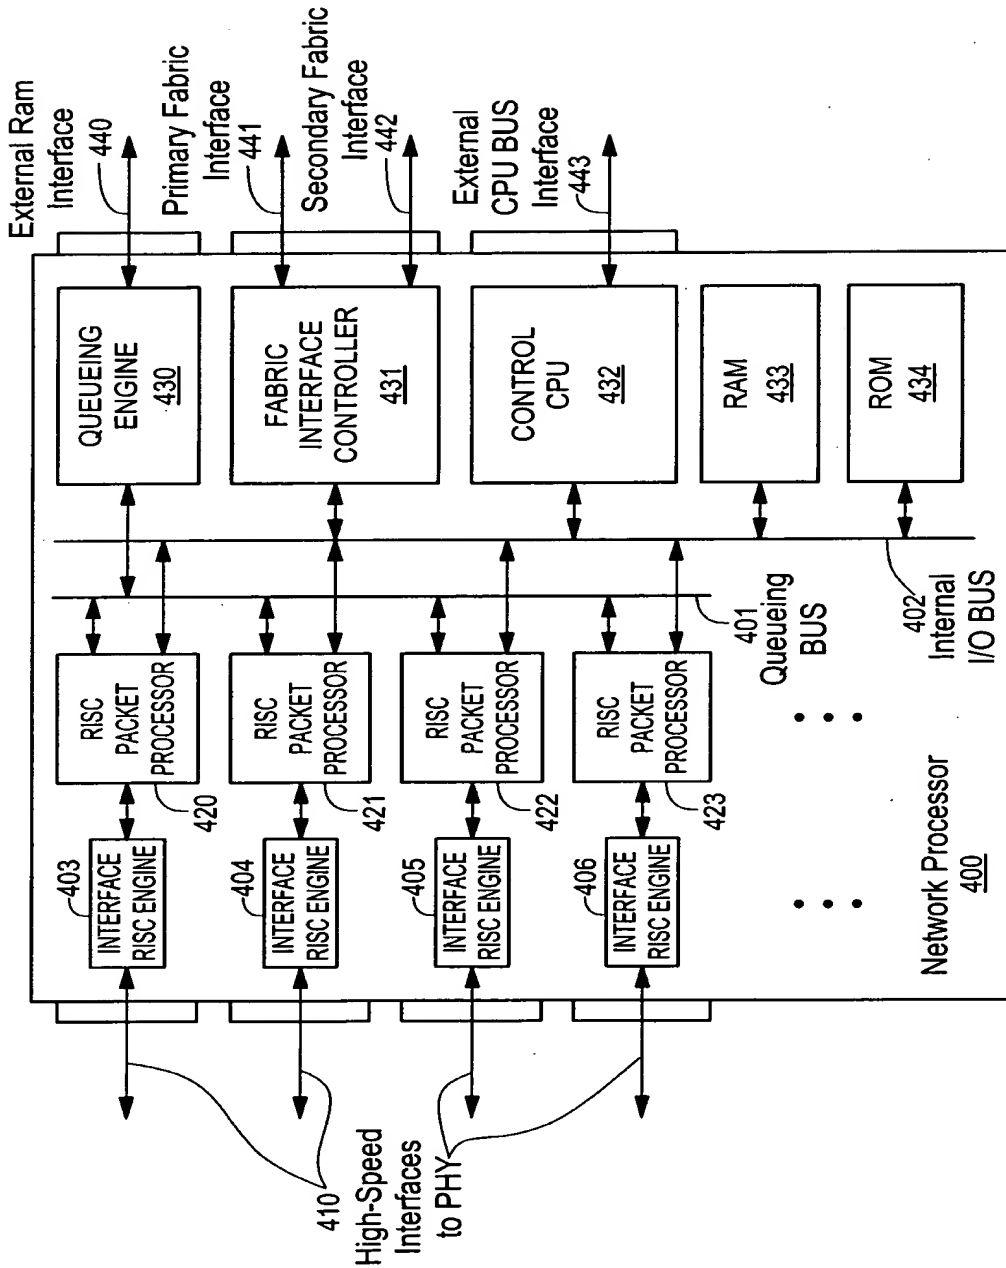 External Ram
Interface
440
Primary Fabric
Interface
441
Secondary Fabric
Interface
442
External
CPU BUS
Interface
443
QUEUEING
ENGINE
430
FABRIC
INTERFACE
CONTROLLER
431
CONTROL
CPU
432
RAM
433
ROM
434
401
Queueing
BUS
402
Internal
I/O BUS
RISC
PACKET
PROCESSOR
420
RISC
PACKET
PROCESSOR
421
RISC
PACKET
PROCESSOR
422
RISC
PACKET
PROCESSOR
423
403
INTERFACE
RISC ENGINE
404
INTERFACE
RISC ENGINE
405
INTERFACE
RISC ENGINE
406
INTERFACE
RISC ENGINE
Network Processor
400
410
High-Speed
Interfaces
to PHY